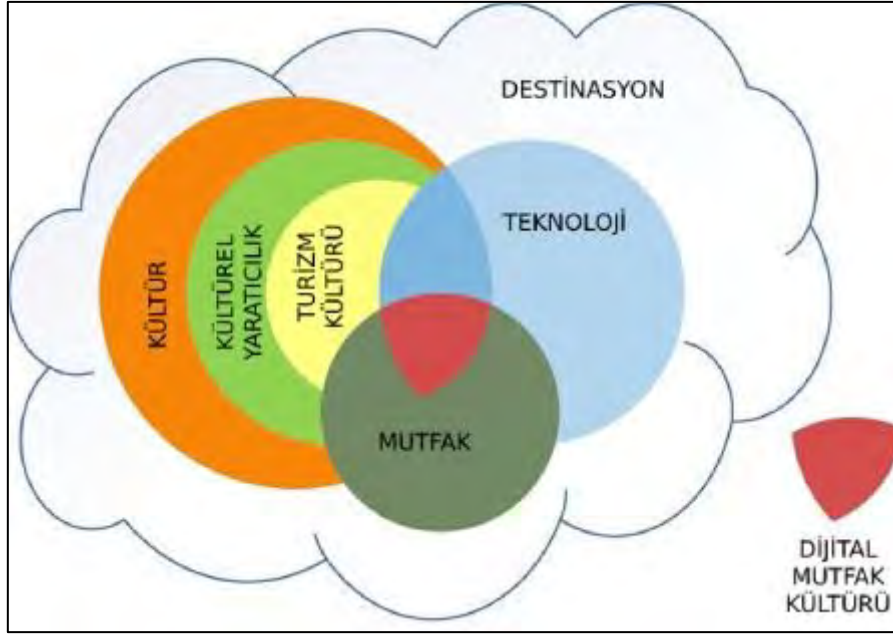 DESTİNASYON
TEKNOLOJİ
KÜLTÜR
KÜLTÜREL
YARATICILIK
TURİZM
KÜLTÜRÜ
MUTFAK
DİJİTAL
MUTFAK
KÜLTÜRÜ